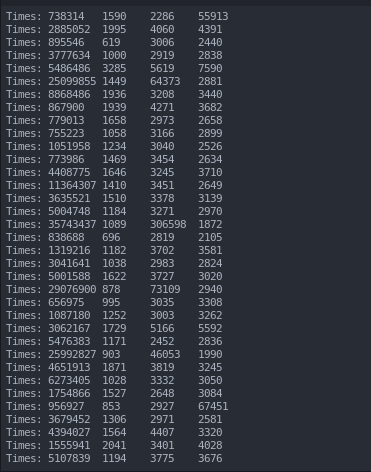 Times: 738314 1590 2286 55913
Times: 2885052 1995 4060 4391
Times: 895546 619 3006 2440
Times: 3777634 1000 2919 2838
Times: 5486486 3285 5619 7590
Times: 25099855 1449 64373 2881
Times: 8868486 1936 3208 3440
Times: 867900 1939 4271 3682
Times: 779013 1658 2973 2658
Times: 755223 1058 3166 2899
Times: 1051958 1234 3040 2526
Times: 773986 1469 3454 2634
Times: 4408775 1646 3245 3710
Times: 11364307 1410 3451 2649
Times: 3635521 1510 3378 3139
Times: 5004748 1184 3271 2970
Times: 35743437 1089 306598 1872
Times: 838688 696 2819 2105
Times: 1319216 1182 3702 3581
Times: 3041641 1038 2983 2824
Times: 5001588 1622 3727 3020
Times: 29076900 878 73109 2940
Times: 656975 995 3035 3308
Times: 1087180 1252 3003 3262
Times: 3062167 1729 5166 5592
Times: 5476383 1171 2452 2836
Times: 25992827 903 46053 1990
Times: 4651913 1871 3819 3245
Times: 6273405 1028 3332 3050
Times: 1754866 1527 2648 3084
Times: 956927 853 2927 67451
Times: 3679452 1306 2971 2581
Times: 4394027 1564 4407 3320
Times: 1555941 2041 3401 4028
Times: 5107839 1194 3775 3676